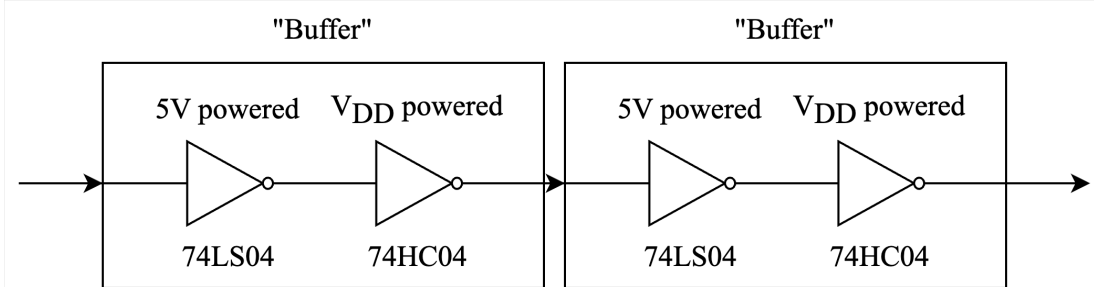 "Buffer" "Buffer"
5V powered VDD powered 5V powered VDD powered
74LS04 74HC04 74LS04 74HC04